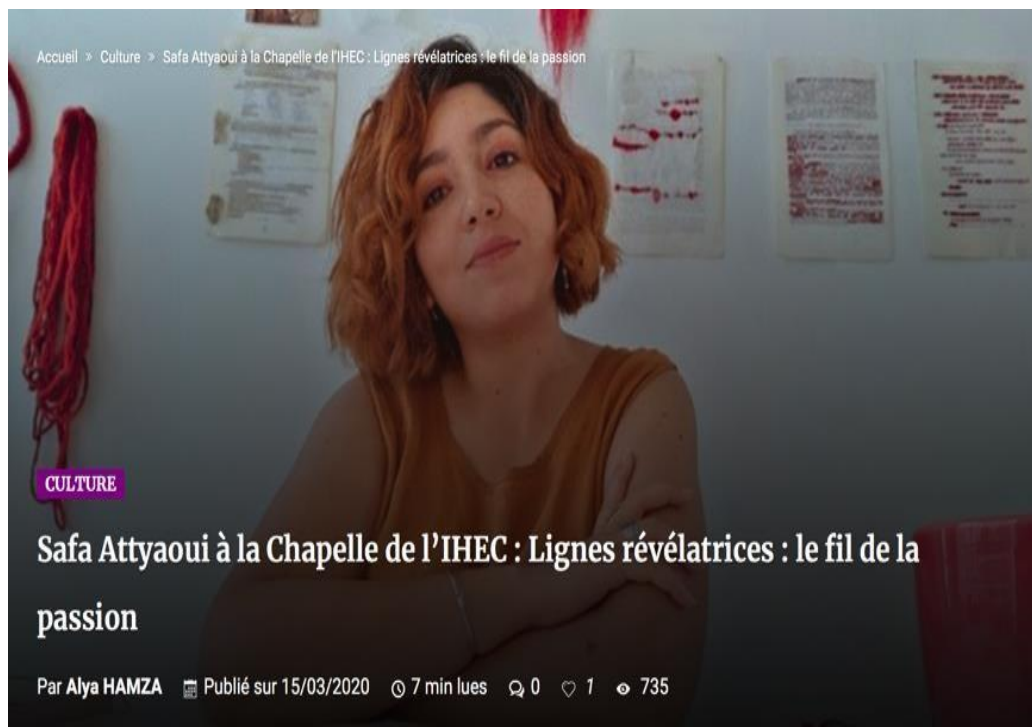 Accueil » Culture » Safa Attyaoui à la Chapelle de l'IHEC : Lignes révélatrices : le fil de la passion
CULTURE
Safa Attyaoui à la Chapelle de l’IHEC : Lignes révélatrices : le fil de la
passion
Par Alya HAMZA Publié sur 15/03/2020 7 min lues 0 1 735